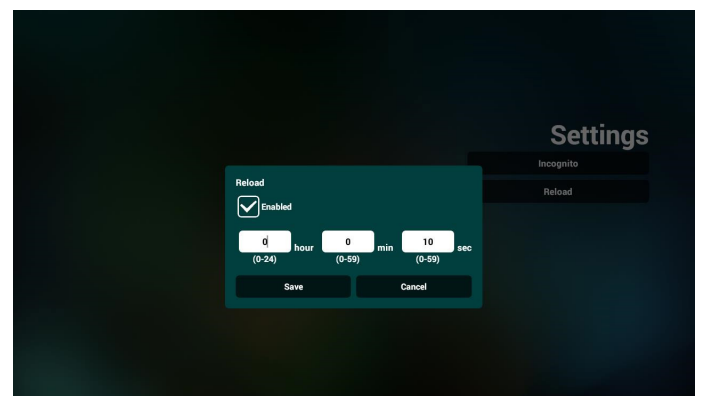 Settings
Incognito
Reload
Reload
Enabled
0 hour 0 min 10 sec
(0-24) (0-59) (0-59)
Save Cancel